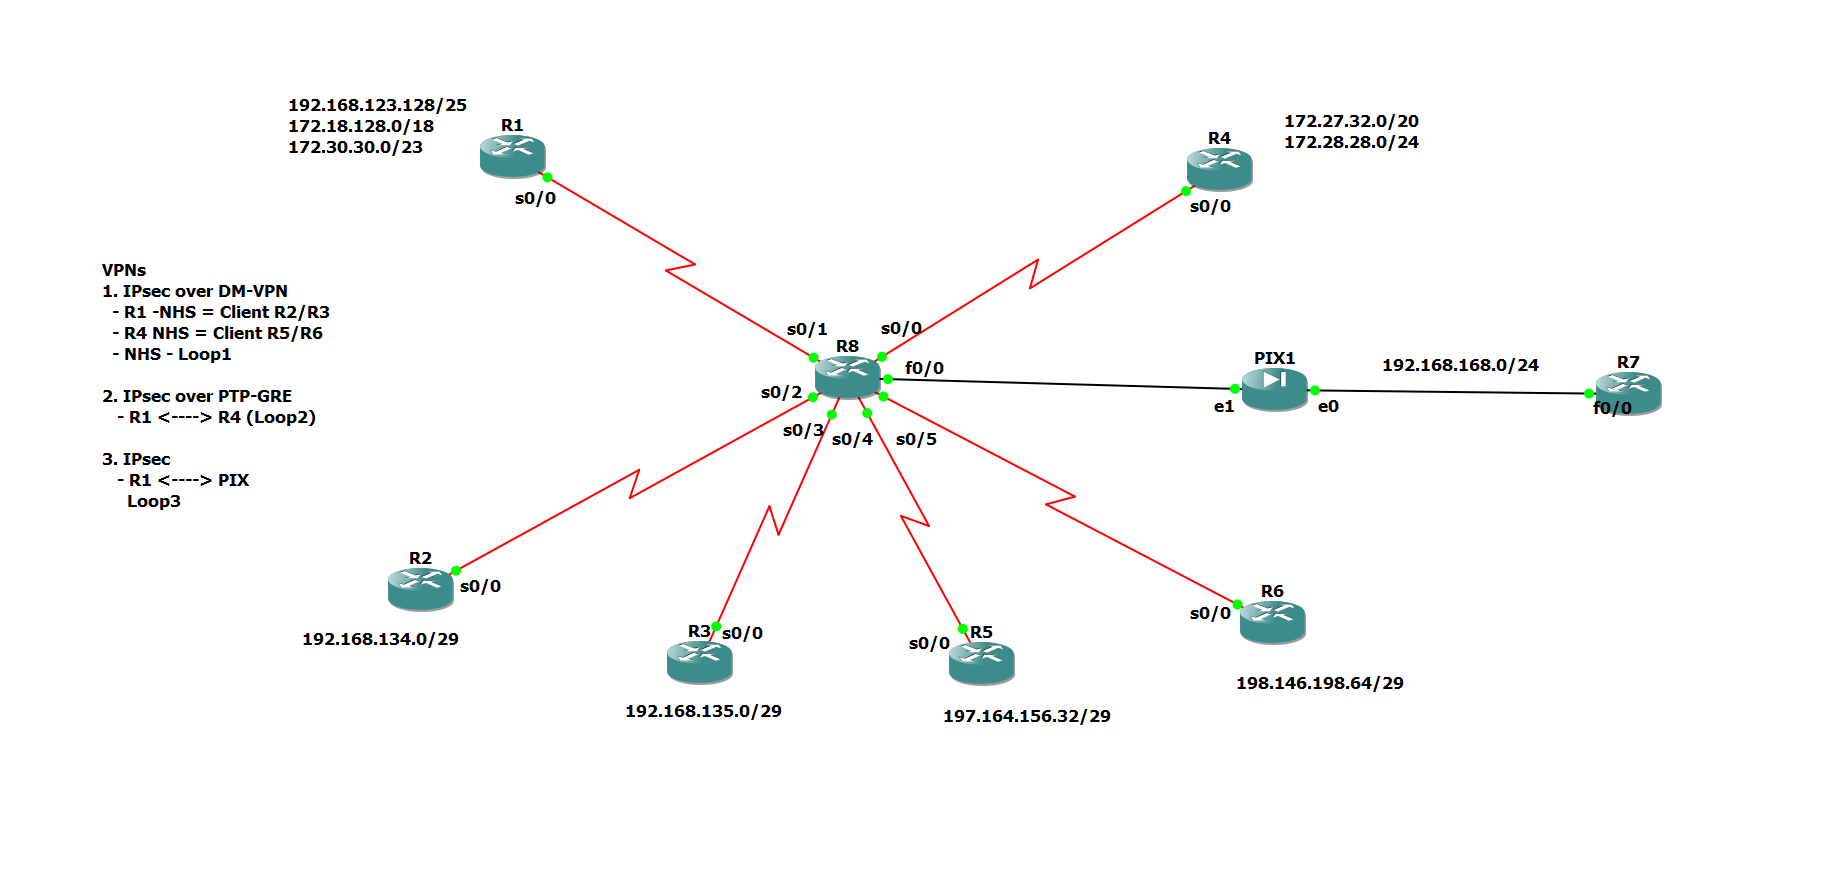 192.168.123.128/25
172.18.128.0/18
172.30.30.0/23
R1
s0/0
172.27.32.0/20
172.28.28.0/24
R4
s0/0
VPNs
1. IPsec over DM-VPN
- R1 -NHS = Client R2/R3
- R4 NHS = Client R5/R6
- NHS - Loop1
2. IPsec over PTP-GRE
- R1 <----> R4 (Loop2)
3. IPsec
- R1 <----> PIX
Loop3
s0/1
s0/0
R8
f0/0
s0/2
s0/3
s0/4
s0/5
PIX1
e1
e0
192.168.168.0/24
R7
f0/0
R2
s0/0
192.168.134.0/29
R3
s0/0
192.168.135.0/29
R5
s0/0
197.164.156.32/29
R6
s0/0
198.146.198.64/29